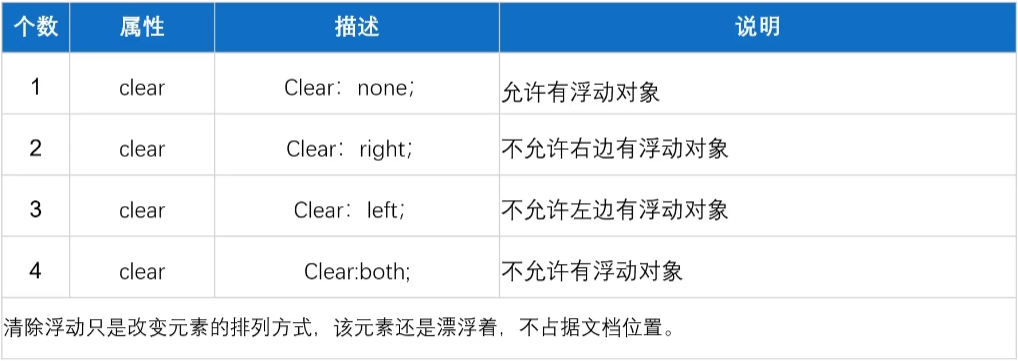 个数 属性 描述 说明
1 clear Clear：none； 允许有浮动对象
2 clear Clear：right； 不允许右边有浮动对象
3 clear Clear：left； 不允许左边有浮动对象
4 clear Clear:both; 不允许有浮动对象
清除浮动只是改变元素的排列方式，该元素还是漂浮着，不占据文档位置。